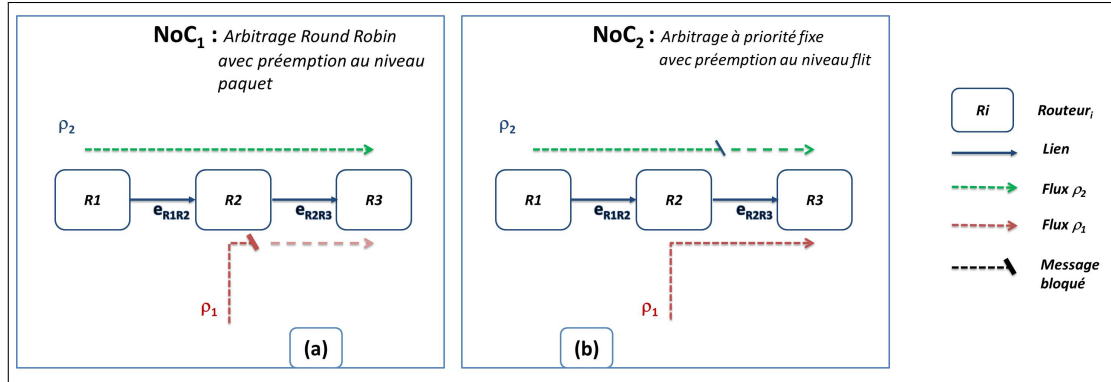 NoC1 : Arbitrage Round Robin
avec préemption au niveau
paquet
ρ2
R1
R2
R3
eR1R2
eR2R3
ρ1
(a)
NoC2 : Arbitrage à priorité fixe
avec préemption au niveau flit
ρ2
R1
R2
R3
eR1R2
eR2R3
ρ1
(b)
Ri
Routeuri
Lien
Flux ρ2
Flux ρ1
Message
bloqué